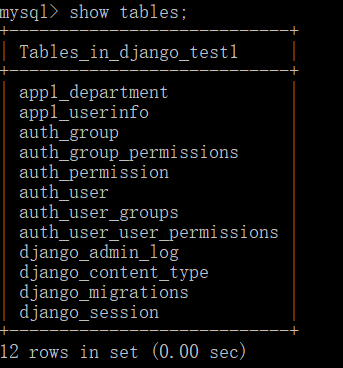 mysql> show tables;
+----------------------------+
| Tables_in_django_test1     |
+----------------------------+
| app1_department            |
| app1_userinfo              |
| auth_group                 |
| auth_group_permissions     |
| auth_permission            |
| auth_user                  |
| auth_user_groups           |
| auth_user_user_permissions |
| django_admin_log           |
| django_content_type        |
| django_migrations          |
| django_session             |
+----------------------------+
12 rows in set (0.00 sec)